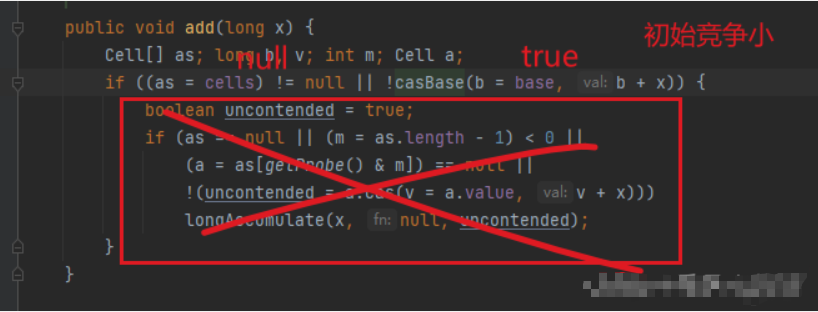 public void add(long x) {
初始竞争小
Cell[] as; long b, v; int m; Cell a;
null
true
if ((as = cells) != null || !casBase(b = base, val: b + x)) {
boolean uncontended = true;
if (as == null || (m = as.length - 1) < 0 ||
(a = as[getProbe() & m]) == null ||
!(uncontended = a.cas(v = a.value, val: v + x)))
longAccumulate(x, fn: null, uncontended);
}
}